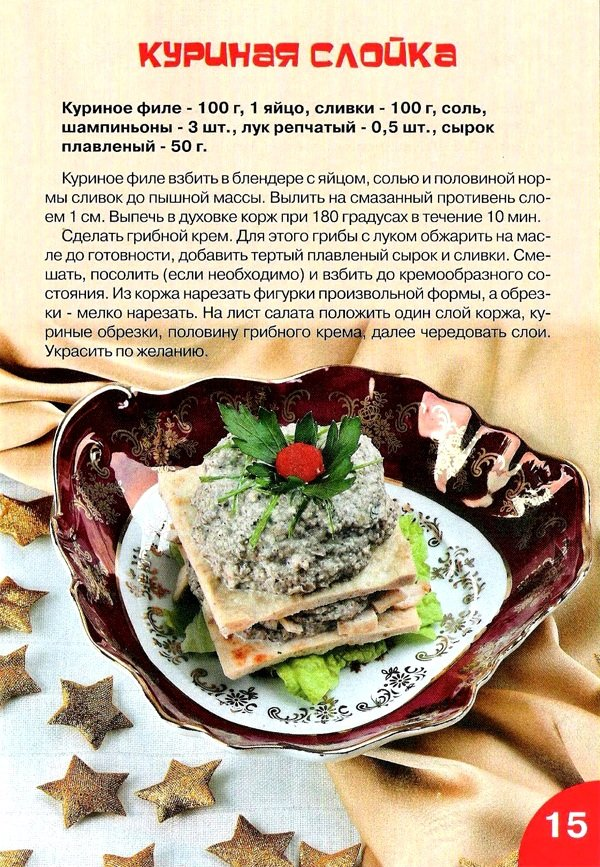 КУРИНАЯ СЛОЙКА
Куриное филе - 100 г, 1 яйцо, сливки - 100 г, соль,
шампиньоны - 3 шт., лук репчатый - 0,5 шт., сырок
плавленый - 50 г.
Куриное филе взбить в блендере с яйцом, солью и половиной нор-
мы сливок до пышной массы. Вылить на смазанный противень сло-
ем 1 см. Выпечь в духовке корж при 180 градусах в течение 10 мин.
Сделать грибной крем. Для этого грибы с луком обжарить на мас-
ле до готовности, добавить тертый плавленый сырок и сливки. Сме-
шать, посолить (если необходимо) и взбить до кремообразного со-
стояния. Из коржа нарезать фигурки произвольной формы, а обрез-
ки - мелко нарезать. На лист салата положить один слой коржа, ку-
риные обрезки, половину грибного крема, далее чередовать слои.
Украсить по желанию.
15